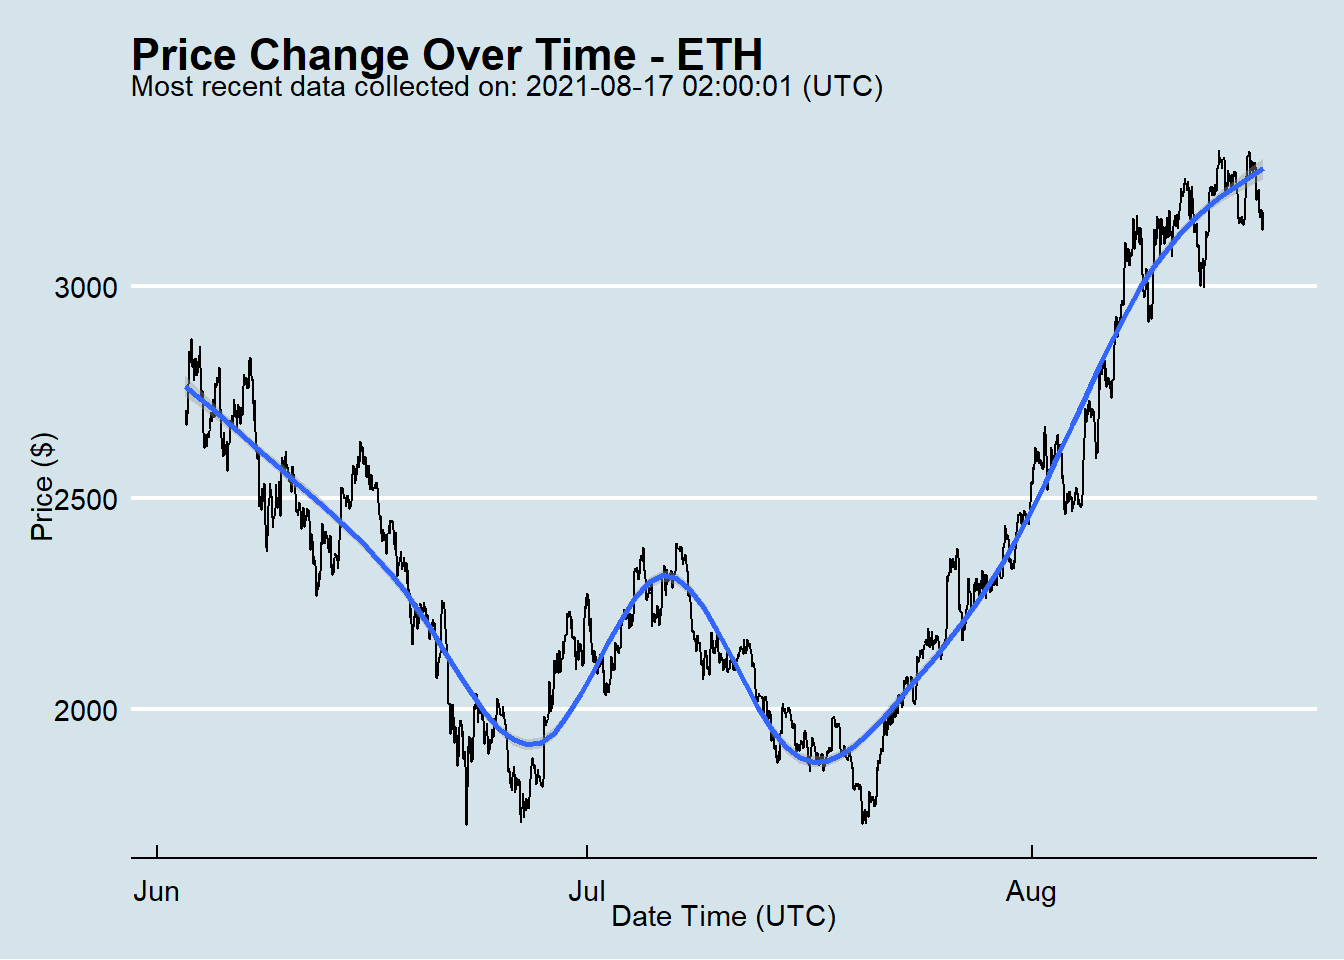 Price Change Over Time - ETH
Most recent data collected on: 2021-08-17 02:00:01 (UTC)
3000
2500
2000
Price ($)
Jun
Jul
Aug
Date Time (UTC)